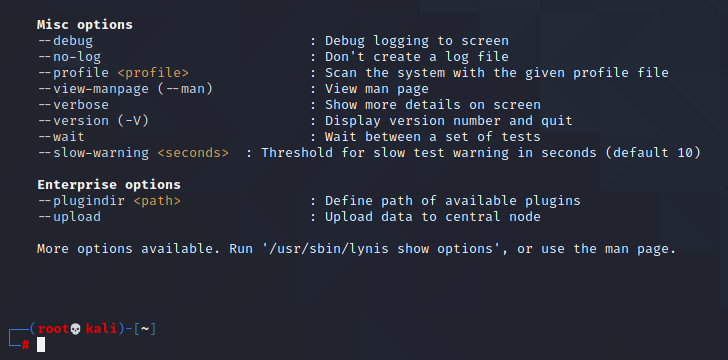 Misc options
--debug : Debug logging to screen
--no-log : Don't create a log file
--profile <profile> : Scan the system with the given profile file
--view-manpage (--man) : View man page
--verbose : Show more details on screen
--version (-V) : Display version number and quit
--wait : Wait between a set of tests
--slow-warning <seconds> : Threshold for slow test warning in seconds (default 10)
Enterprise options
--plugindir <path> : Define path of available plugins
--upload : Upload data to central node
More options available. Run '/usr/sbin/lynis show options', or use the man page.
┌──(root💀kali)-[~]
└─#